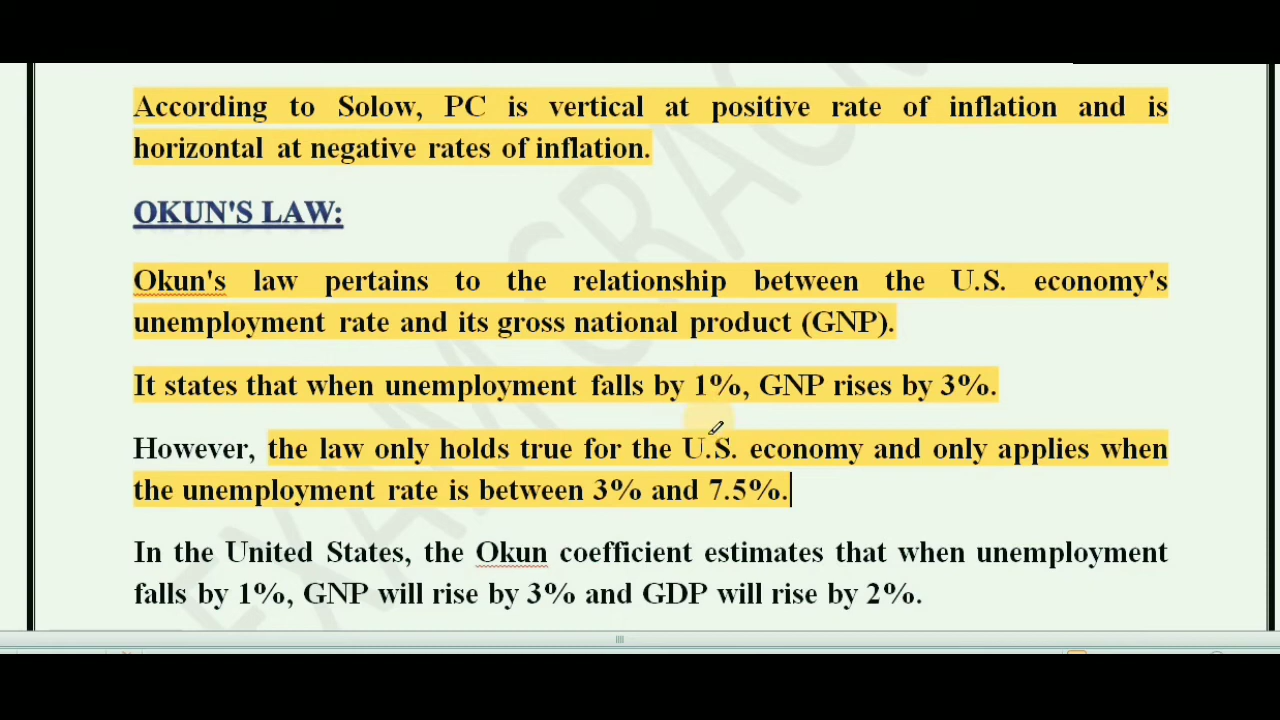 According to Solow, PC is vertical at positive rate of inflation and is
horizontal at negative rates of inflation.
OKUN'S LAW:
Okun's law pertains to the relationship between the U.S. economy's
unemployment rate and its gross national product (GNP).
It states that when unemployment falls by 1%, GNP rises by 3%.
However, the law only holds true for the U.S. economy and only applies when
the unemployment rate is between 3% and 7.5%.
In the United States, the Okun coefficient estimates that when unemployment
falls by 1%, GNP will rise by 3% and GDP will rise by 2%.